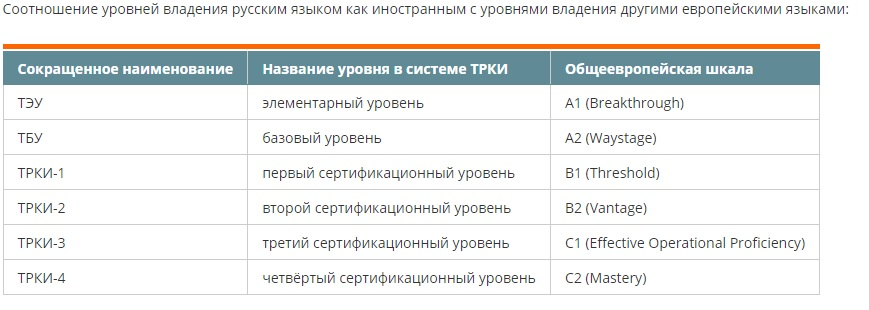 Соотношение уровней владения русским языком как иностранным с уровнями владения другими европейскими языками:
Сокращенное наименование Название уровня в системе ТРКИ Общеевропейская шкала
ТЭУ элементарный уровень A1 (Breakthrough)
ТБУ базовый уровень A2 (Waystage)
ТРКИ-1 первый сертификационный уровень B1 (Threshold)
ТРКИ-2 второй сертификационный уровень B2 (Vantage)
ТРКИ-3 третий сертификационный уровень C1 (Effective Operational Proficiency)
ТРКИ-4 четвёртый сертификационный уровень C2 (Mastery)